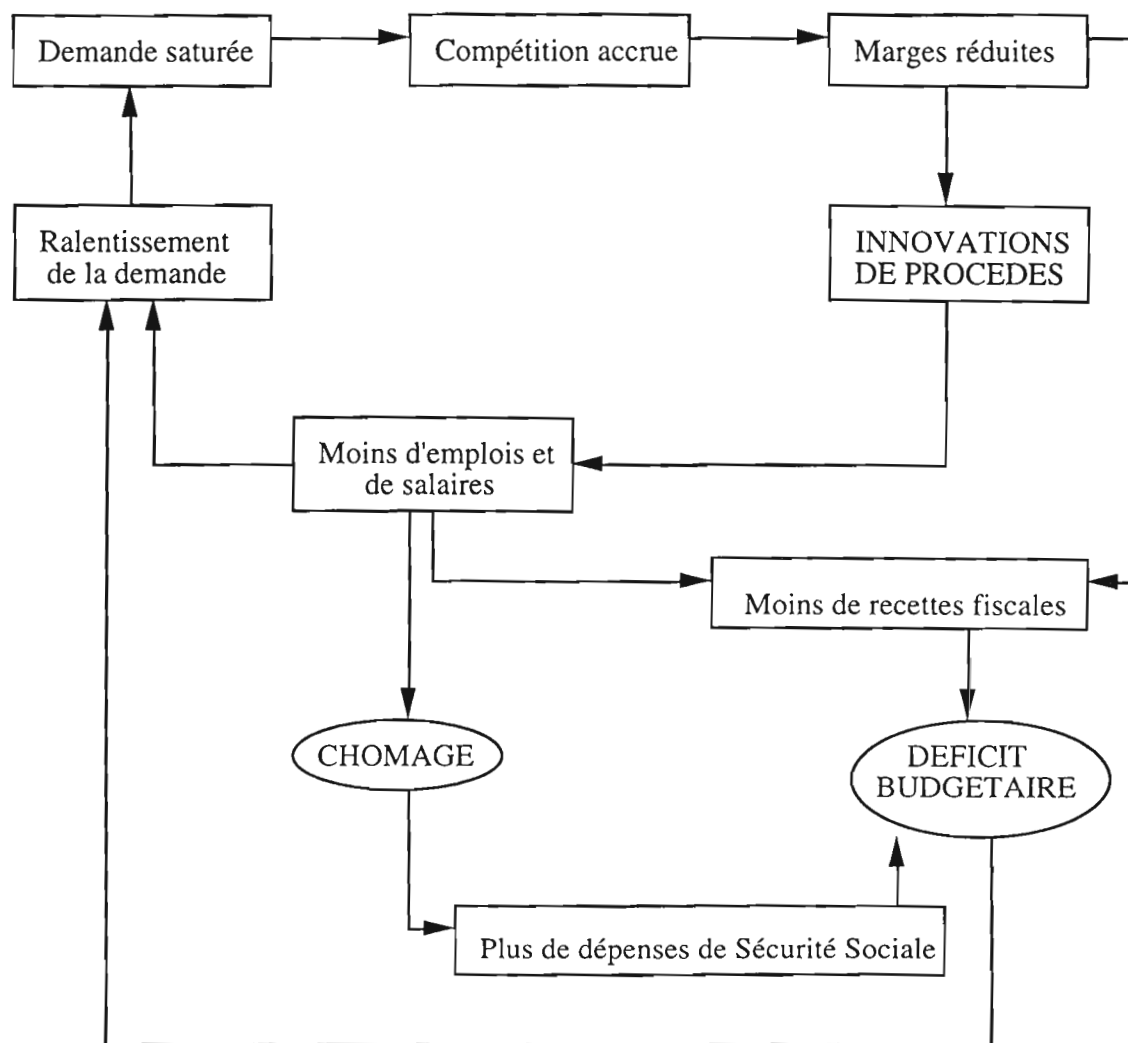 Demande saturée
Compétition accrue
Marges réduites
Ralentissement
de la demande
INNOVATIONS
DE PROCEDES
Moins d'emplois et
de salaires
Moins de recettes fiscales
CHOMAGE
DEFICIT
BUDGETAIRE
Plus de dépenses de Sécurité Sociale